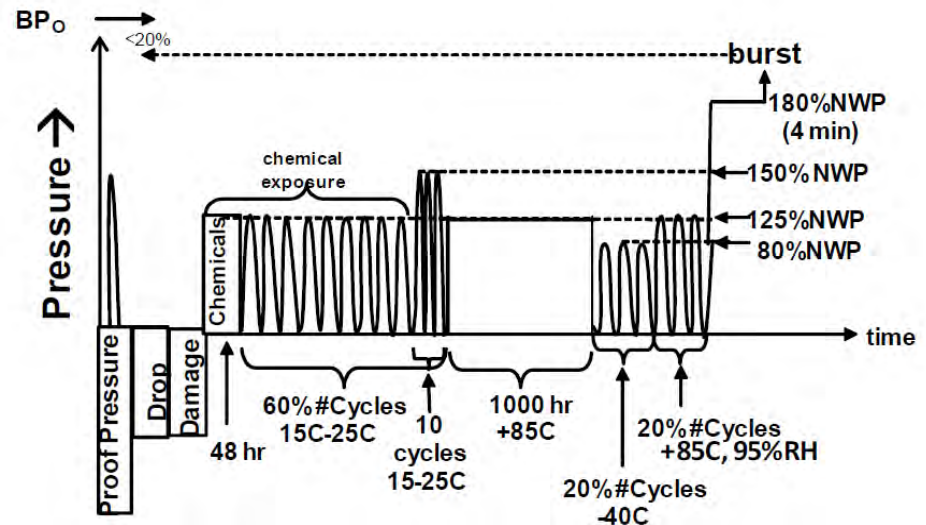 BPO
<20%
burst
180%NWP
(4 min)
Pressure →
chemical
exposure
150%NWP
125%NWP
80%NWP
Chemicals
time
Proof Pressure
Drop
Damage
48 hr
60%#Cycles
15C-25C
10
cycles
15-25C
1000 hr
+85C
20%#Cycles
-40C
20%#Cycles
+85C, 95%RH